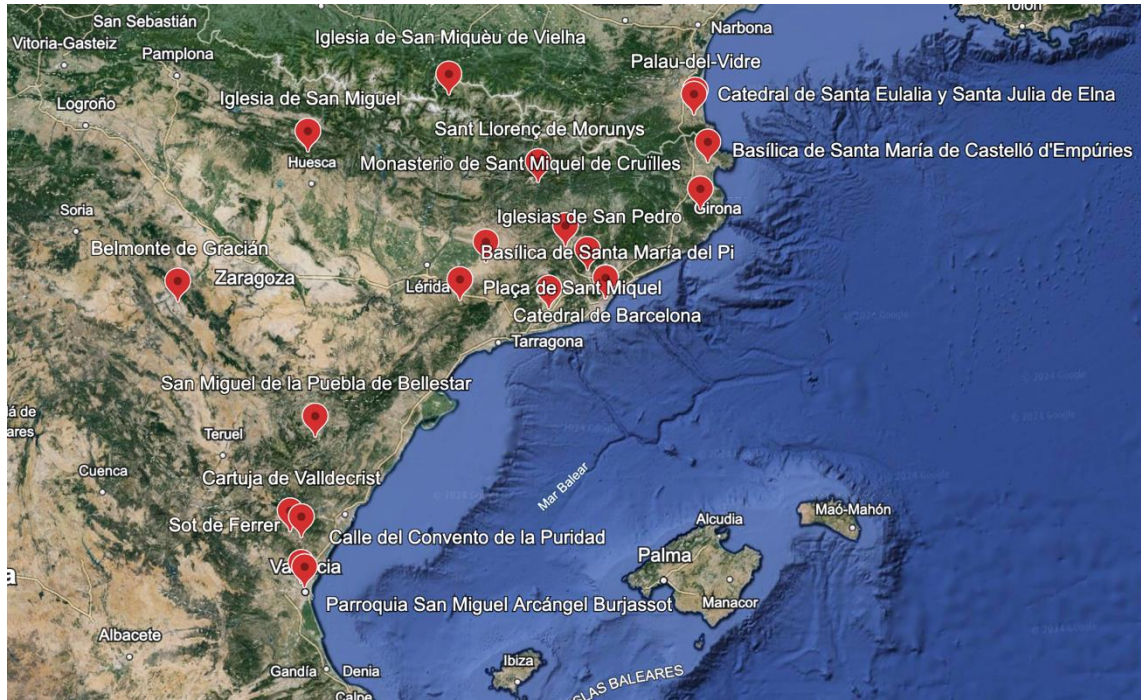 San Sebastián
Tolón
Narbona
Vitoria-Gasteiz
Pamplona
Iglesia de San Miquèu de Vielha
Palau-del-Vidre
Logroño
Iglesia de San Miguel
Catedral de Santa Eulalia y Santa Julia de Elna
Sant Llorenç de Morunys
Huesca
Monasterio de Sant Miquel de Cruïlles
Basílica de Santa María de Castelló d'Empúries
Soria
Iglesias de San Pedro
Girona
Belmonte de Gracián
Basílica de Santa María del Pi
Zaragoza
Lérida
Plaça de Sant Miquel
Catedral de Barcelona
Tarragona
San Miguel de la Puebla de Bellestar
Teruel
Cuenca
Cartuja de Valldecrist
Mar Balear
Sot de Ferrer
Calle del Convento de la Puridad
Alcudia
Maó-Mahón
Palma
Parroquia San Miguel Arcángel Burjassot
Manacor
Albacete
Ibiza
Gandía
Denia
Calpe